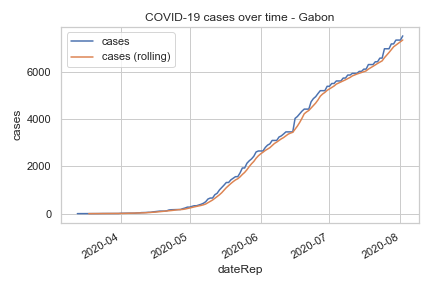 COVID-19 cases over time - Gabon
cases
cases (rolling)
6000
4000
2000
0
cases
2020-04
2020-05
2020-06
2020-07
2020-08
dateRep